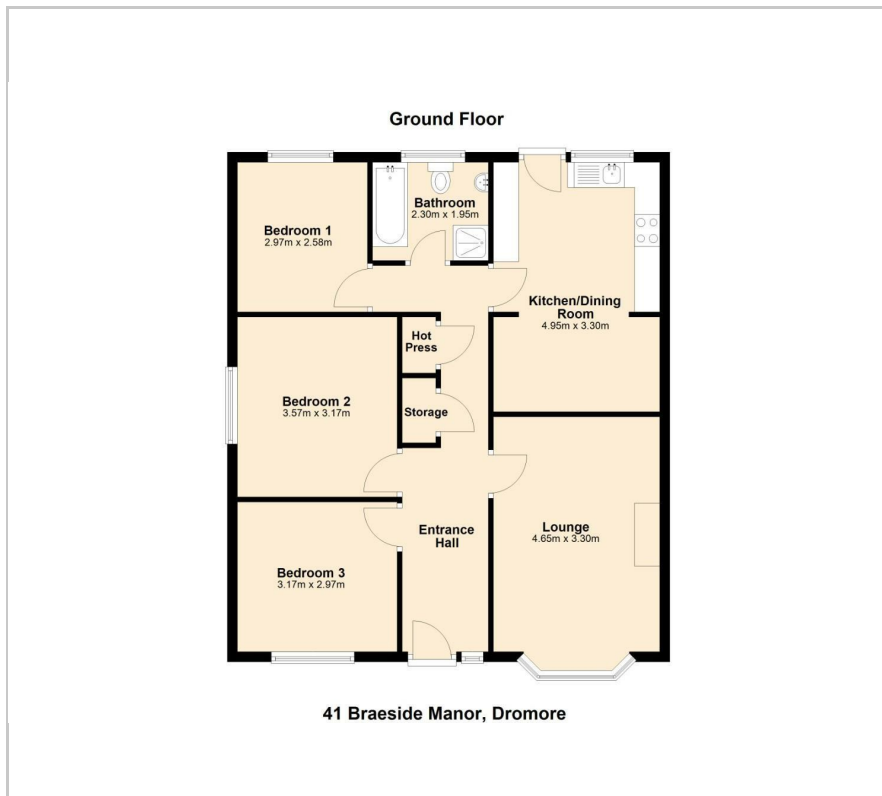 Ground Floor
Bedroom 1
2.97m x 2.58m
Bathroom
2.30m x 1.95m
Kitchen/Dining
Room
4.95m x 3.30m
Hot
Press
Bedroom 2
3.57m x 3.17m
Storage
Entrance
Hall
Lounge
4.65m x 3.30m
Bedroom 3
3.17m x 2.97m
41 Braeside Manor, Dromore